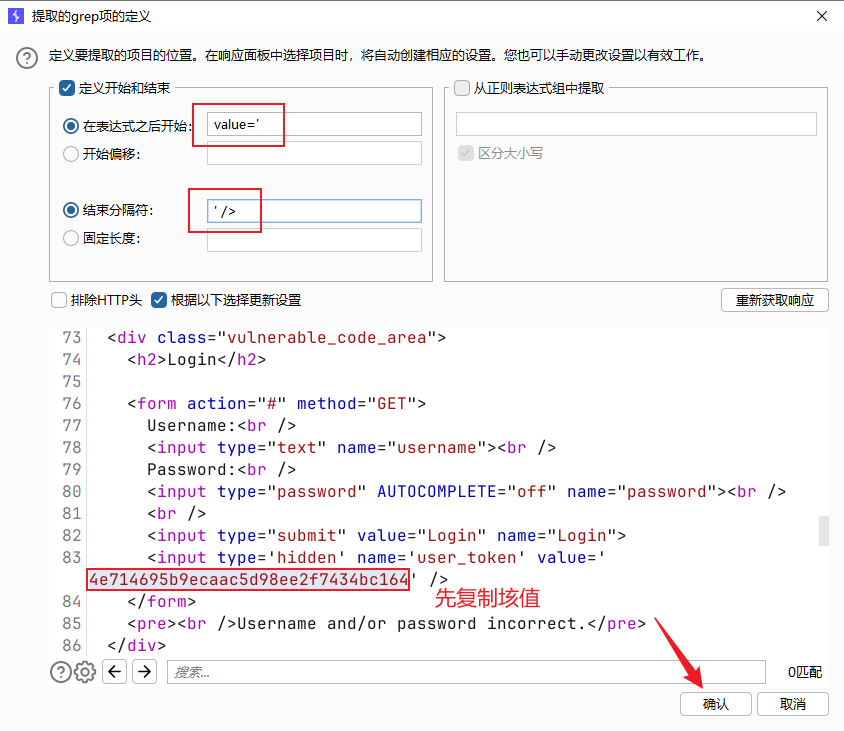 提取的grep项的定义
定义要提取的项目的位置。在响应面板中选择项目时，将自动创建相应的设置。您也可以手动更改设置以有效工作。
定义开始和结束
在表达式之后开始: value='
开始偏移:
结束分隔符: ' />
固定长度:
从正则表达式组中提取
区分大小写
排除HTTP头 根据以下选择更新设置 重新获取响应
73 <div class="vulnerable_code_area">
74 <h2>Login</h2>
75
76 <form action="#" method="GET">
77 Username:<br />
78 <input type="text" name="username"><br />
79 Password:<br />
80 <input type="password" AUTOCOMPLETE="off" name="password"><br />
81 <br />
82 <input type="submit" value="Login" name="Login">
83 <input type='hidden' name='user_token' value='
4e714695b9ecaac5d98ee2f7434bc164' />
先复制垓值
84 </form>
85 <pre><br />Username and/or password incorrect.</pre>
86 </div>
搜索... 0匹配
确认 取消